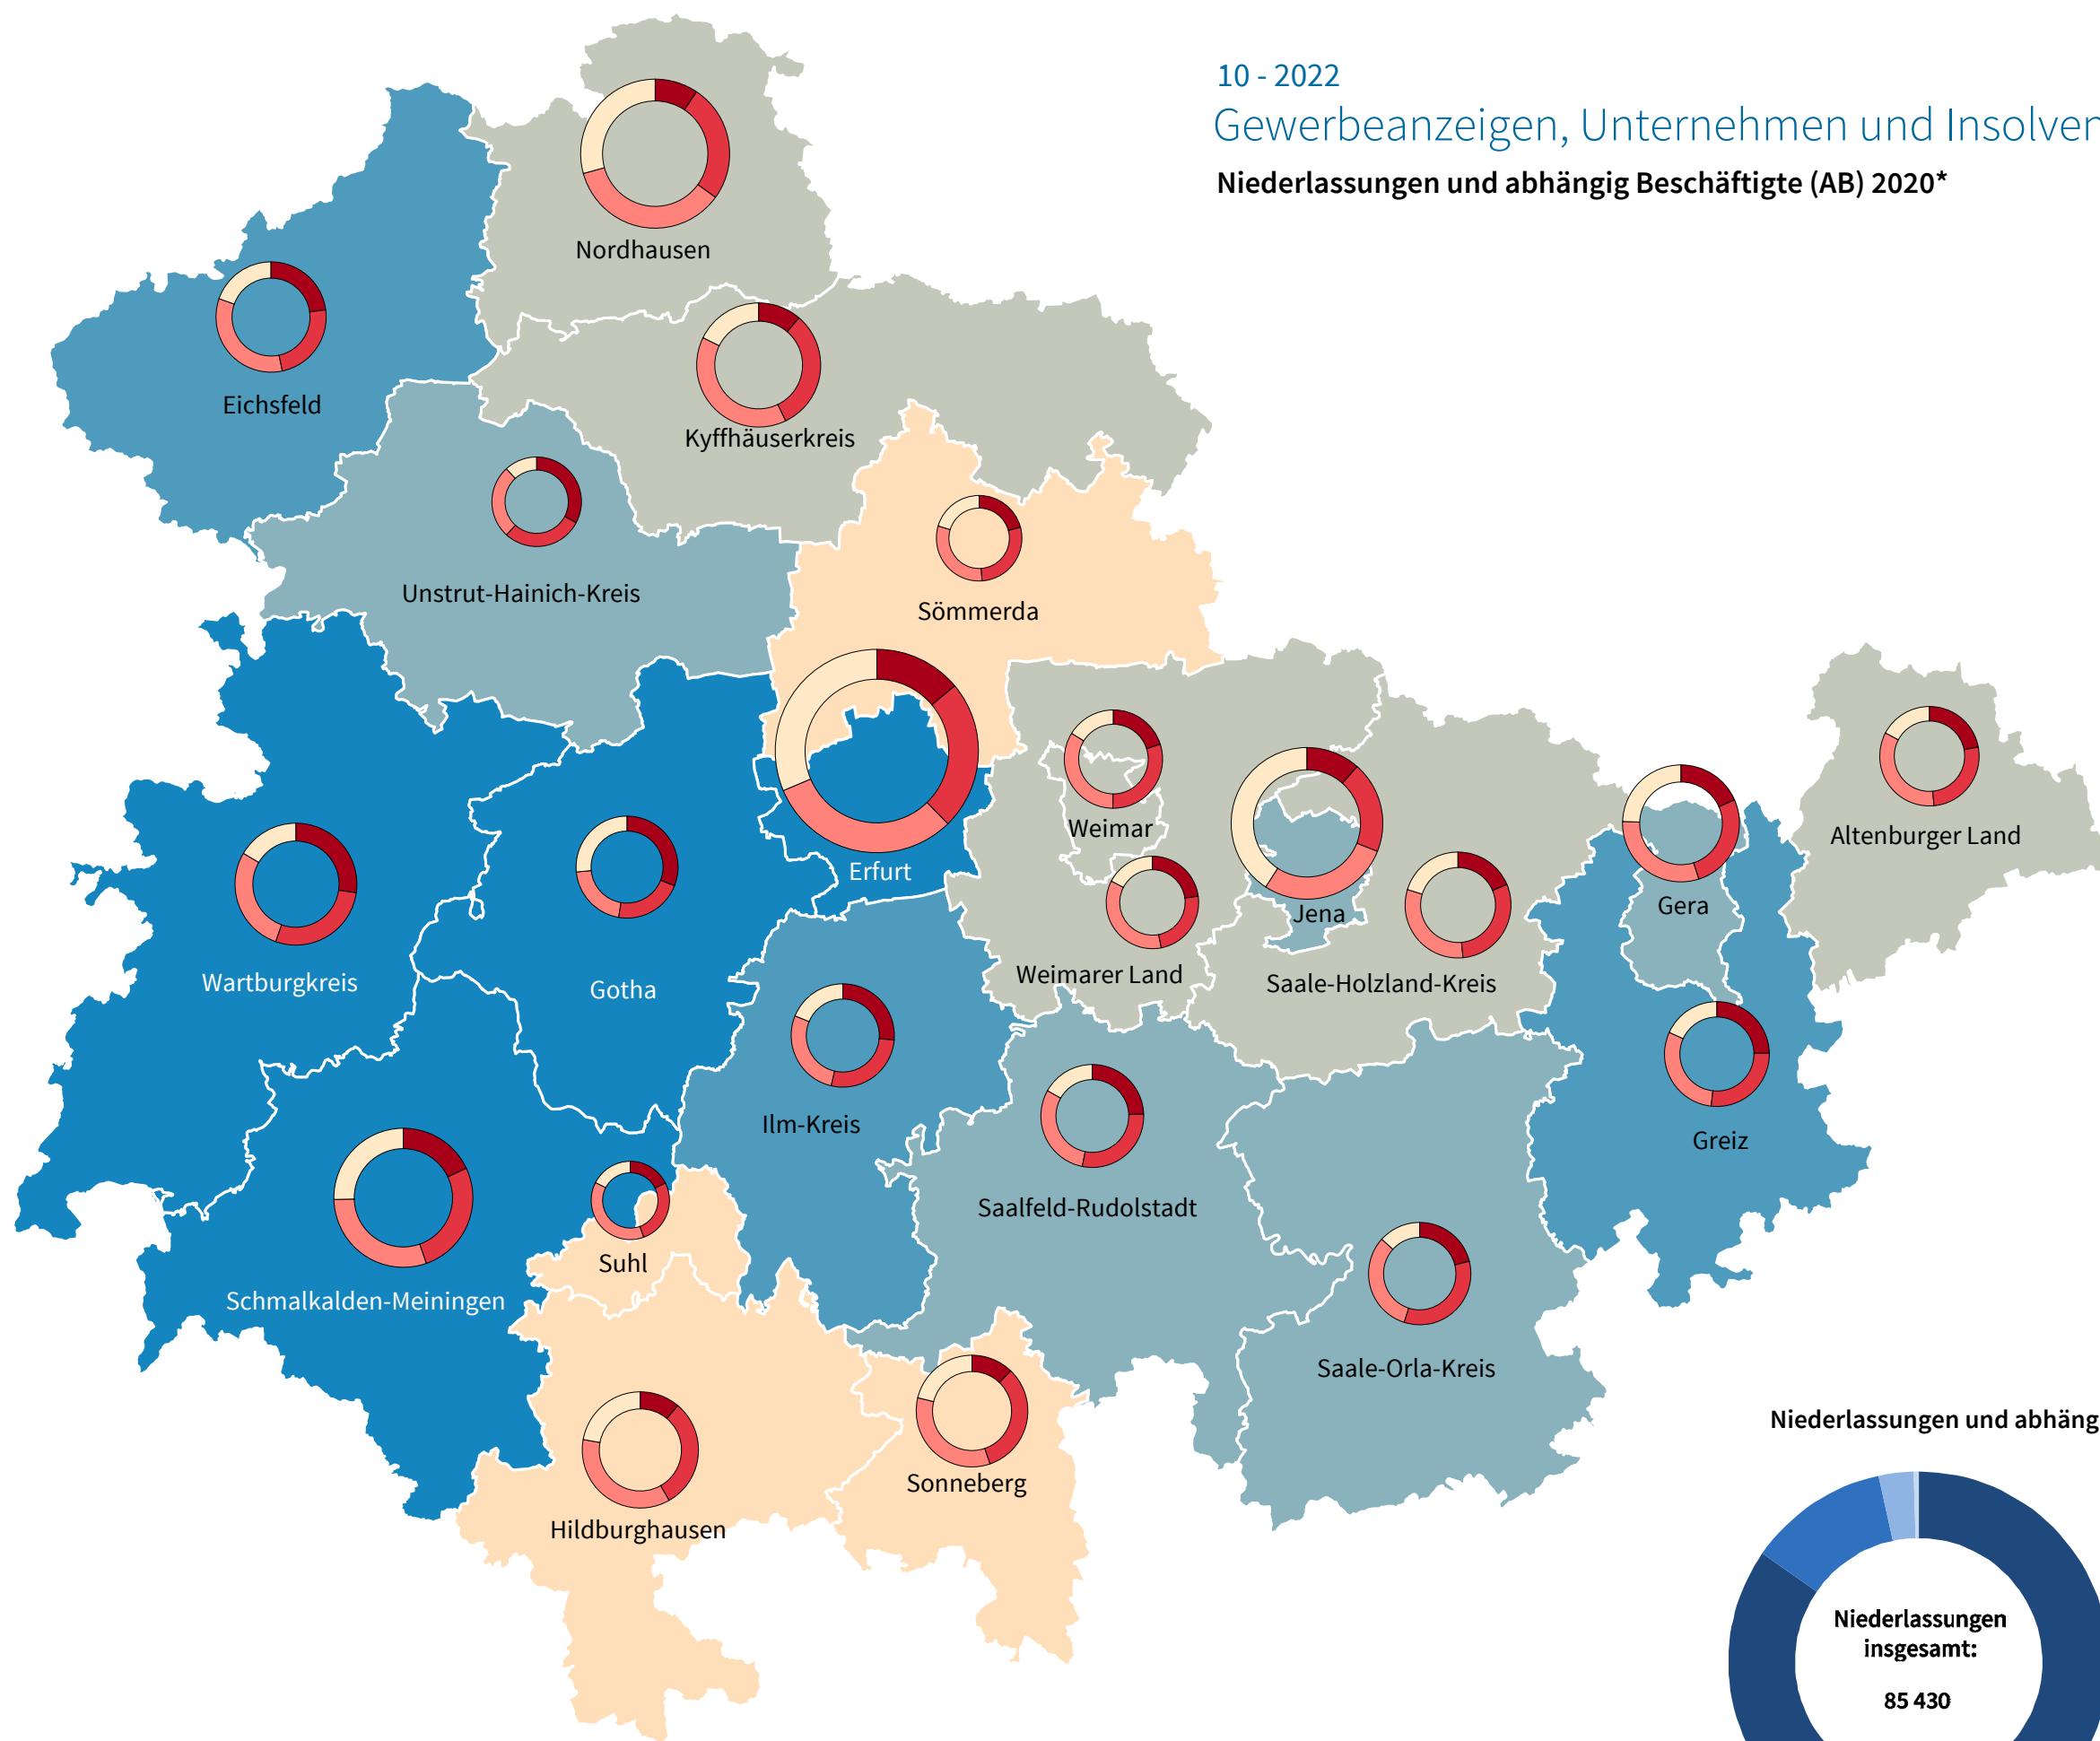 10 - 2022
Gewerbeanzeigen, Unternehmen und Insolven
Niederlassungen und abhängig Beschäftigte (AB) 2020*
Nordhausen
Eichsfeld
Kyffhäuserkreis
Unstrut-Hainich-Kreis
Sömmerda
Weimar
Altenburger Land
Erfurt
Gera
Jena
Weimarer Land
Wartburgkreis
Saale-Holzland-Kreis
Gotha
Ilm-Kreis
Greiz
Saalfeld-Rudolstadt
Suhl
Schmalkalden-Meiningen
Saale-Orla-Kreis
Niederlassungen und abhäng
Sonneberg
Hildburghausen
Niederlassungen
insgesamt:
85 430